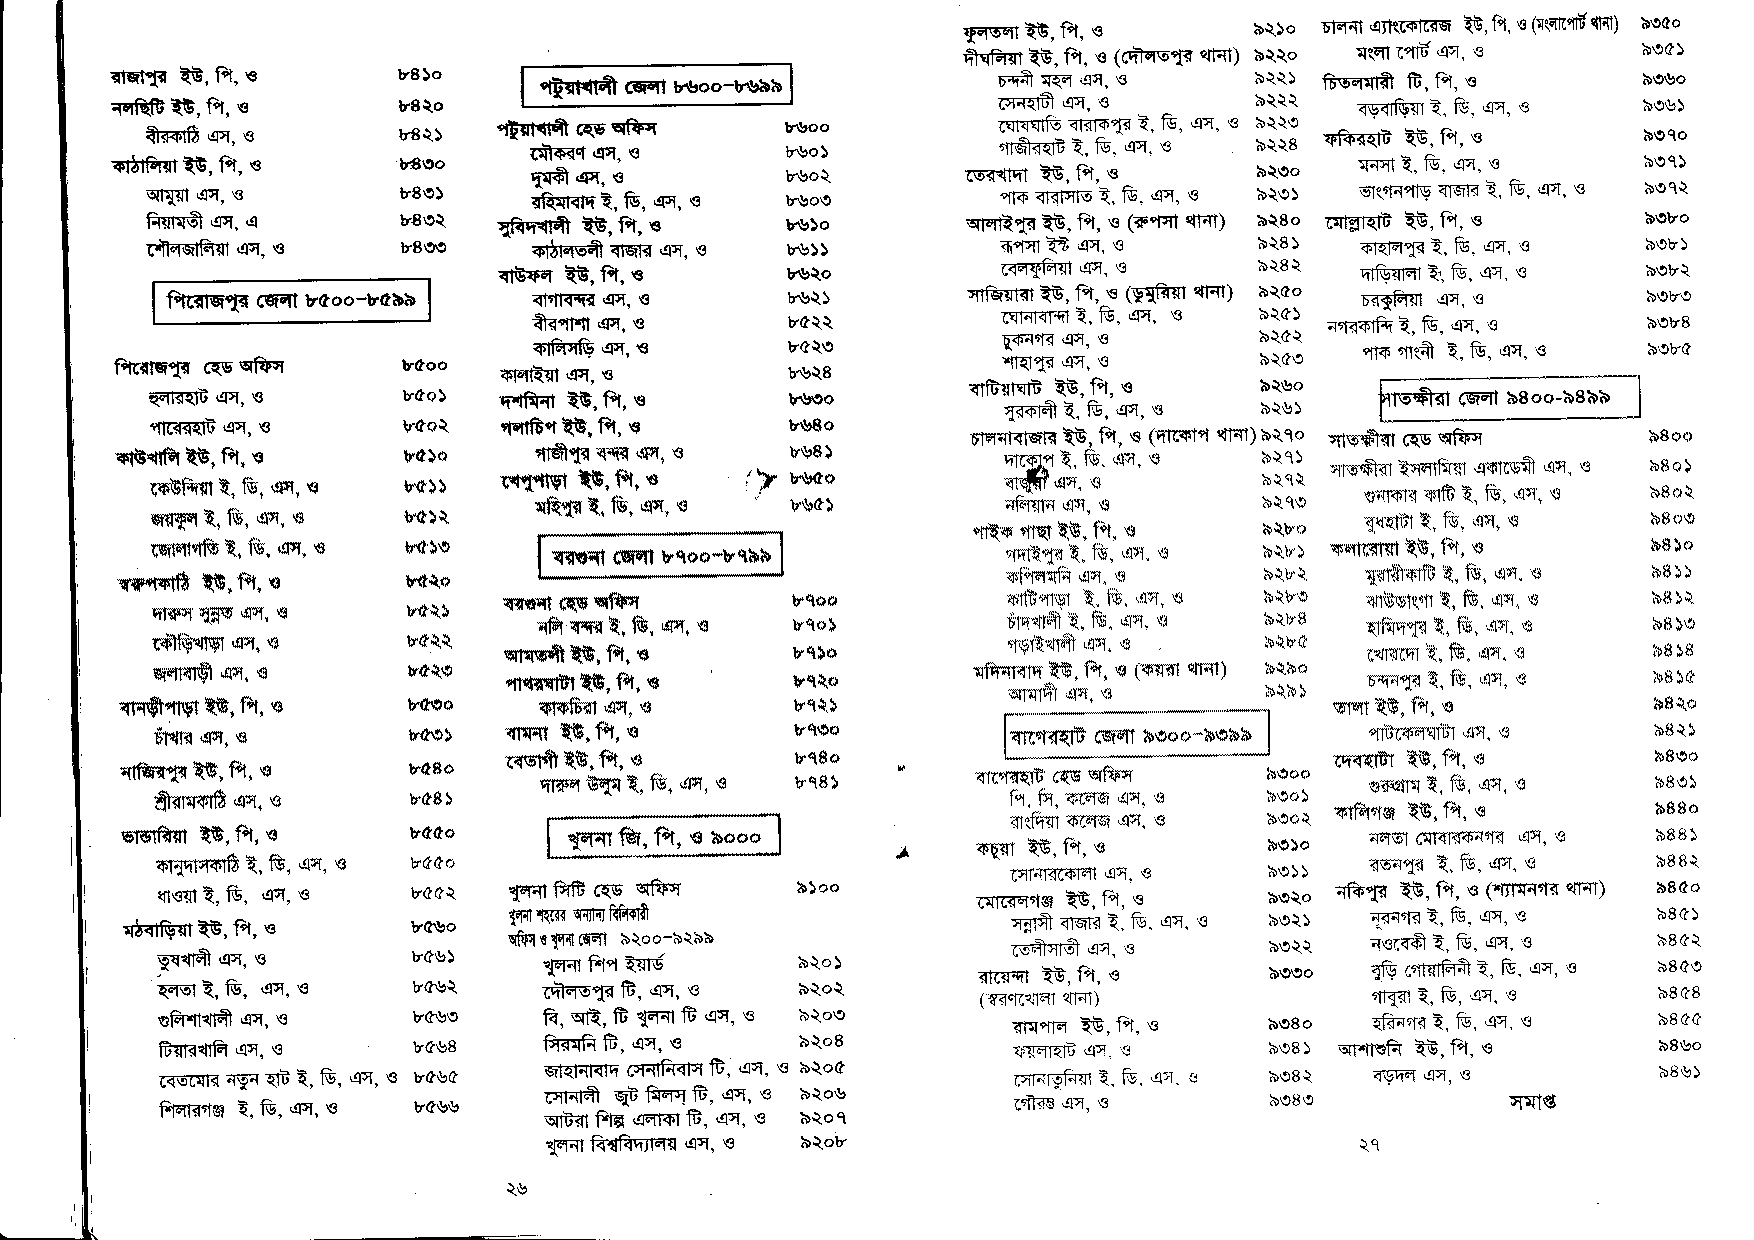 রাজাপুর ইউ, পি, ও ৮৪১০
নলছিটি ইউ, পি, ও ৮৪২০
বীরকাঠি এস, ও ৮৪২১
কাঠালিয়া ইউ, পি, ও ৮৪৩০
আমুয়া এস, ও ৮৪৩১
নিয়ামতী এস, এ ৮৪৩২
শৌলজালিয়া এস, ও ৮৪৩৩
পিরোজপুর জেলা ৮৫০০-৮৫৯৯
পিরোজপুর হেড অফিস ৮৫০০
হুলারহাট এস, ও ৮৫০১
পারেরহাট এস, ও ৮৫০২
কাউখালি ইউ, পি, ও ৮৫১০
কেউন্দিয়া ই, ডি, এস, ও ৮৫১১
জয়কুল ই, ডি, এস, ও ৮৫১২
জোলাগতি ই, ডি, এস, ও ৮৫১৩
স্বরুপকাঠি ইউ, পি, ও ৮৫২০
দারুস সুন্নত এস, ও ৮৫২১
কৌড়িখাড়া এস, ও ৮৫২২
জলাবাড়ী এস, ও ৮৫২৩
বানড়ীপাড়া ইউ, পি, ও ৮৫৩০
চাঁখার এস, ও ৮৫৩১
নাজিরপুর ইউ, পি, ও ৮৫৪০
শ্রীরামকাঠি এস, ও ৮৫৪১
ভান্ডারিয়া ইউ, পি, ও ৮৫৫০
কানুদাসকাঠি ই, ডি, এস, ও ৮৫৫০
ধাওয়া ই, ডি, এস, ও ৮৫৫২
মঠবাড়িয়া ইউ, পি, ও ৮৫৬০
তুষখালী এস, ও ৮৫৬১
হলতা ই, ডি, এস, ও ৮৫৬২
গুলিশাখালী এস, ও ৮৫৬৩
টিয়ারখালি এস, ও ৮৫৬৪
বেতমোর নতুন হাট ই, ডি, এস, ও ৮৫৬৫
শিলারগঞ্জ ই, ডি, এস, ও ৮৫৬৬
পটুয়াখালী জেলা ৮৬০০-৮৬৯৯
পটুয়াখালী হেড অফিস ৮৬০০
মৌকরণ এস, ও ৮৬০১
দুমকী এস, ও ৮৬০২
রহিমাবাদ ই, ডি, এস, ও ৮৬০৩
সুবিদখালী ইউ, পি, ও ৮৬১০
কাঠালতলী বাজার এস, ও ৮৬১১
বাউফল ইউ, পি, ও ৮৬২০
বাগাবন্দর এস, ও ৮৬২১
বীরপাশা এস, ও ৮৫২২
কালিসড়ি এস, ও ৮৫২৩
কালাইয়া এস, ও ৮৬২৪
দশমিনা ইউ, পি, ও ৮৬৩০
গলাচিপ ইউ, পি, ও ৮৬৪০
গাজীপুর বন্দর এস, ও ৮৬৪১
খেপুপাড়া ইউ, পি, ও ৮৬৫০
মহিপুর ই, ডি, এস, ও ৮৬৫১
বরগুনা জেলা ৮৭০০-৮৭৯৯
বরগুনা হেড অফিস ৮৭০০
নলি বন্দর ই, ডি, এস, ও ৮৭০১
আমতলী ইউ, পি, ও ৮৭১০
পাথরঘাটা ইউ, পি, ও ৮৭২০
কাকচিরা এস, ও ৮৭২১
বামনা ইউ, পি, ও ৮৭৩০
বেতাগী ইউ, পি, ও ৮৭৪০
দারুল উলুম ই, ডি, এস, ও ৮৭৪১
খুলনা জি, পি, ও ৯০০০
খুলনা সিটি হেড অফিস ৯১০০
খুলনা শহরের অন্যান্য বিলিকারী
অফিস ও খুলনা জেলা ৯২০০-৯২৯৯
খুলনা শিপ ইয়ার্ড ৯২০১
দৌলতপুর টি, এস, ও ৯২০২
বি, আই, টি খুলনা টি এস, ও ৯২০৩
সিরমনি টি, এস, ও ৯২০৪
জাহানাবাদ সেনানিবাস টি, এস, ও ৯২০৫
সোনালী জুট মিলস্ টি, এস, ও ৯২০৬
আটরা শিল্প এলাকা টি, এস, ও ৯২০৭
খুলনা বিশ্ববিদ্যালয় এস, ও ৯২০৮
২৬
ফুলতলা ইউ, পি, ও ৯২১০
দীঘলিয়া ইউ, পি, ও (দৌলতপুর থানা) ৯২২০
চন্দনী মহল এস, ও ৯২২১
সেনহাটী এস, ও ৯২২২
ঘোষঘাতি বারাকপুর ই, ডি, এস, ও ৯২২৩
গাজীরহাট ই, ডি, এস, ও ৯২২৪
তেরখাদা ইউ, পি, ও ৯২৩০
পাক বারাসাত ই, ডি, এস, ও ৯২৩১
আলাইপুর ইউ, পি, ও (রুপসা থানা) ৯২৪০
রূপসা ইস্ট এস, ও ৯২৪১
বেলফুলিয়া এস, ও ৯২৪২
সাজিয়ারা ইউ, পি, ও (ডুমুরিয়া থানা) ৯২৫০
ঘোনাবান্দা ই, ডি, এস, ও ৯২৫১
চুকনগর এস, ও ৯২৫২
শাহাপুর এস, ও ৯২৫৩
বাটিয়াঘাট ইউ, পি, ও ৯২৬০
সুরকালী ই, ডি, এস, ও ৯২৬১
চালনাবাজার ইউ, পি, ও (দাকোপ থানা) ৯২৭০
দাকোপ ই, ডি, এস, ও ৯২৭১
বাজুয়া এস, ও ৯২৭২
নলিয়ান এস, ও ৯২৭৩
পাইক গাছা ইউ, পি, ও ৯২৮০
গদাইপুর ই, ডি, এস, ও ৯২৮১
কপিলমনি এস, ও ৯২৮২
কাটিপাড়া ই, ডি, এস, ও ৯২৮৩
চাঁদখালী ই, ডি, এস, ও ৯২৮৪
গড়াইখালী এস, ও ৯২৮৫
মদিনাবাদ ইউ, পি, ও (কয়রা থানা) ৯২৯০
আমাদী এস, ও ৯২৯১
বাগেরহাট জেলা ৯৩০০-৯৩৯৯
বাগেরহাট হেড অফিস ৯৩০০
পি, সি, কলেজ এস, ও ৯৩০১
রাংদিয়া কলেজ এস, ও ৯৩০২
কচুয়া ইউ, পি, ও ৯৩১০
সোনারকোলা এস, ও ৯৩১১
মোরেলগঞ্জ ইউ, পি, ও ৯৩২০
সন্নাসী বাজার ই, ডি, এস, ও ৯৩২১
তেলীসাতী এস, ও ৯৩২২
রায়েন্দা ইউ, পি, ও ৯৩৩০
(স্বরণখোলা থানা)
রামপাল ইউ, পি, ও ৯৩৪০
ফয়লাহাট এস, ও ৯৩৪১
সোনাতুনিয়া ই, ডি, এস, ও ৯৩৪২
গৌরম্ভ এস, ও ৯৩৪৩
চালনা এ্যাংকোরেজ ইউ, পি, ও (মংলাপোর্ট থানা) ৯৩৫০
মংলা পোর্ট এস, ও ৯৩৫১
চিতলমারী টি, পি, ও ৯৩৬০
বড়বাড়িয়া ই, ডি, এস, ও ৯৩৬১
ফকিরহাট ইউ, পি, ও ৯৩৭০
মনসা ই, ডি, এস, ও ৯৩৭১
ভাংগনপাড় বাজার ই, ডি, এস, ও ৯৩৭২
মোল্লাহাট ইউ, পি, ও ৯৩৮০
কাহালপুর ই, ডি, এস, ও ৯৩৮১
দাড়িয়ালা ই, ডি, এস, ও ৯৩৮২
চরকুলিয়া এস, ও ৯৩৮৩
নগরকান্দি ই, ডি, এস, ও ৯৩৮৪
পাক গাংনী ই, ডি, এস, ও ৯৩৮৫
সাতক্ষীরা জেলা ৯৪০০-৯৪৯৯
সাতক্ষীরা হেড অফিস ৯৪০০
সাতক্ষীরা ইসলামিয়া একাডেমী এস, ও ৯৪০১
গুনাকার কাটি ই, ডি, এস, ও ৯৪০২
বুধহাটা ই, ডি, এস, ও ৯৪০৩
কলারোয়া ইউ, পি, ও ৯৪১০
মুরারীকাটি ই, ডি, এস, ও ৯৪১১
ঝাউডাংগা ই, ডি, এস, ও ৯৪১২
হামিদপুর ই, ডি, এস, ও ৯৪১৩
খোরদো ই, ডি, এস, ও ৯৪১৪
চন্দনপুর ই, ডি, এস, ও ৯৪১৫
তালা ইউ, পি, ও ৯৪২০
পাটকেলঘাটা এস, ও ৯৪২১
দেবহাটা ইউ, পি, ও ৯৪৩০
গুরুগ্রাম ই, ডি, এস, ও ৯৪৩১
কালিগঞ্জ ইউ, পি, ও ৯৪৪০
নলতা মোবারকনগর এস, ও ৯৪৪১
রতনপুর ই, ডি, এস, ও ৯৪৪২
নকিপুর ইউ, পি, ও (শ্যামনগর থানা) ৯৪৫০
নূরনগর ই, ডি, এস, ও ৯৪৫১
নওবেকী ই, ডি, এস, ও ৯৪৫২
বুড়ি গোয়ালিনী ই, ডি, এস, ও ৯৪৫৩
গাবুরা ই, ডি, এস, ও ৯৪৫৪
হরিনগর ই, ডি, এস, ও ৯৪৫৫
আশাশুনি ইউ, পি, ও ৯৪৬০
বড়দল এস, ও ৯৪৬১
সমাপ্ত
২৭